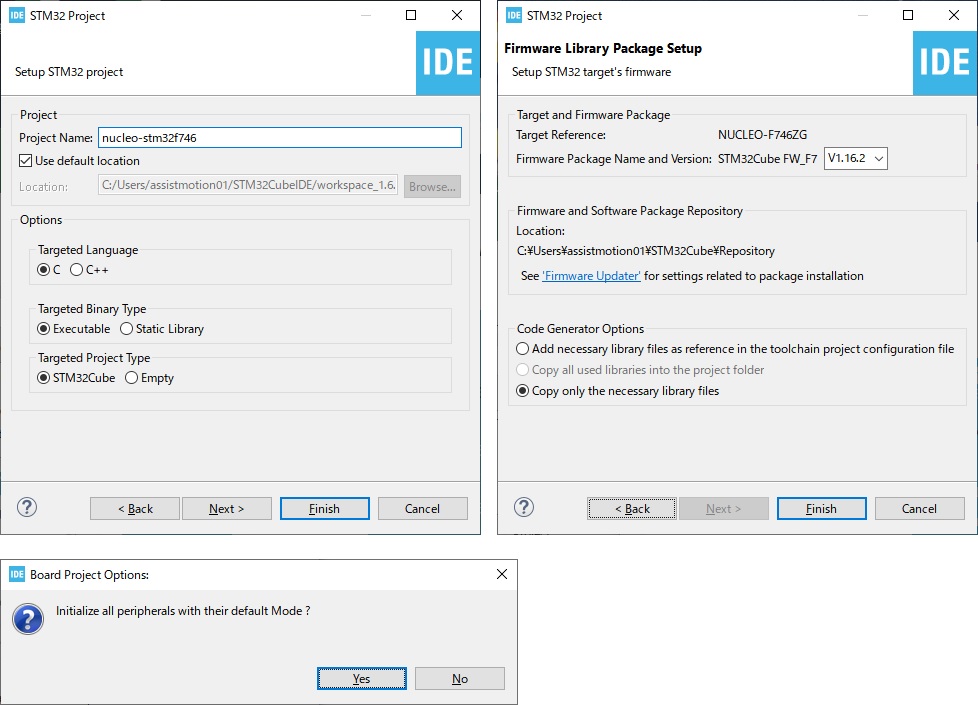 IDE STM32 Project
Setup STM32 project
IDE
Project
Project Name: nucleo-stm32f746
Use default location
Location: C:/Users/assistmotion01/STM32CubeIDE/workspace_1.6. Browse...
Options
Targeted Language
C C++
Targeted Binary Type
Executable Static Library
Targeted Project Type
STM32Cube Empty
? < Back Next > Finish Cancel
IDE STM32 Project
Firmware Library Package Setup
Setup STM32 target's firmware
IDE
Target and Firmware Package
Target Reference: NUCLEO-F746ZG
Firmware Package Name and Version: STM32Cube FW_F7 V1.16.2
Firmware and Software Package Repository
Location:
C:¥Users¥assistmotion01¥STM32Cube¥Repository
See 'Firmware Updater' for settings related to package installation
Code Generator Options
Add necessary library files as reference in the toolchain project configuration file
Copy all used libraries into the project folder
Copy only the necessary library files
? < Back Next > Finish Cancel
IDE Board Project Options:
? Initialize all peripherals with their default Mode ?
Yes No